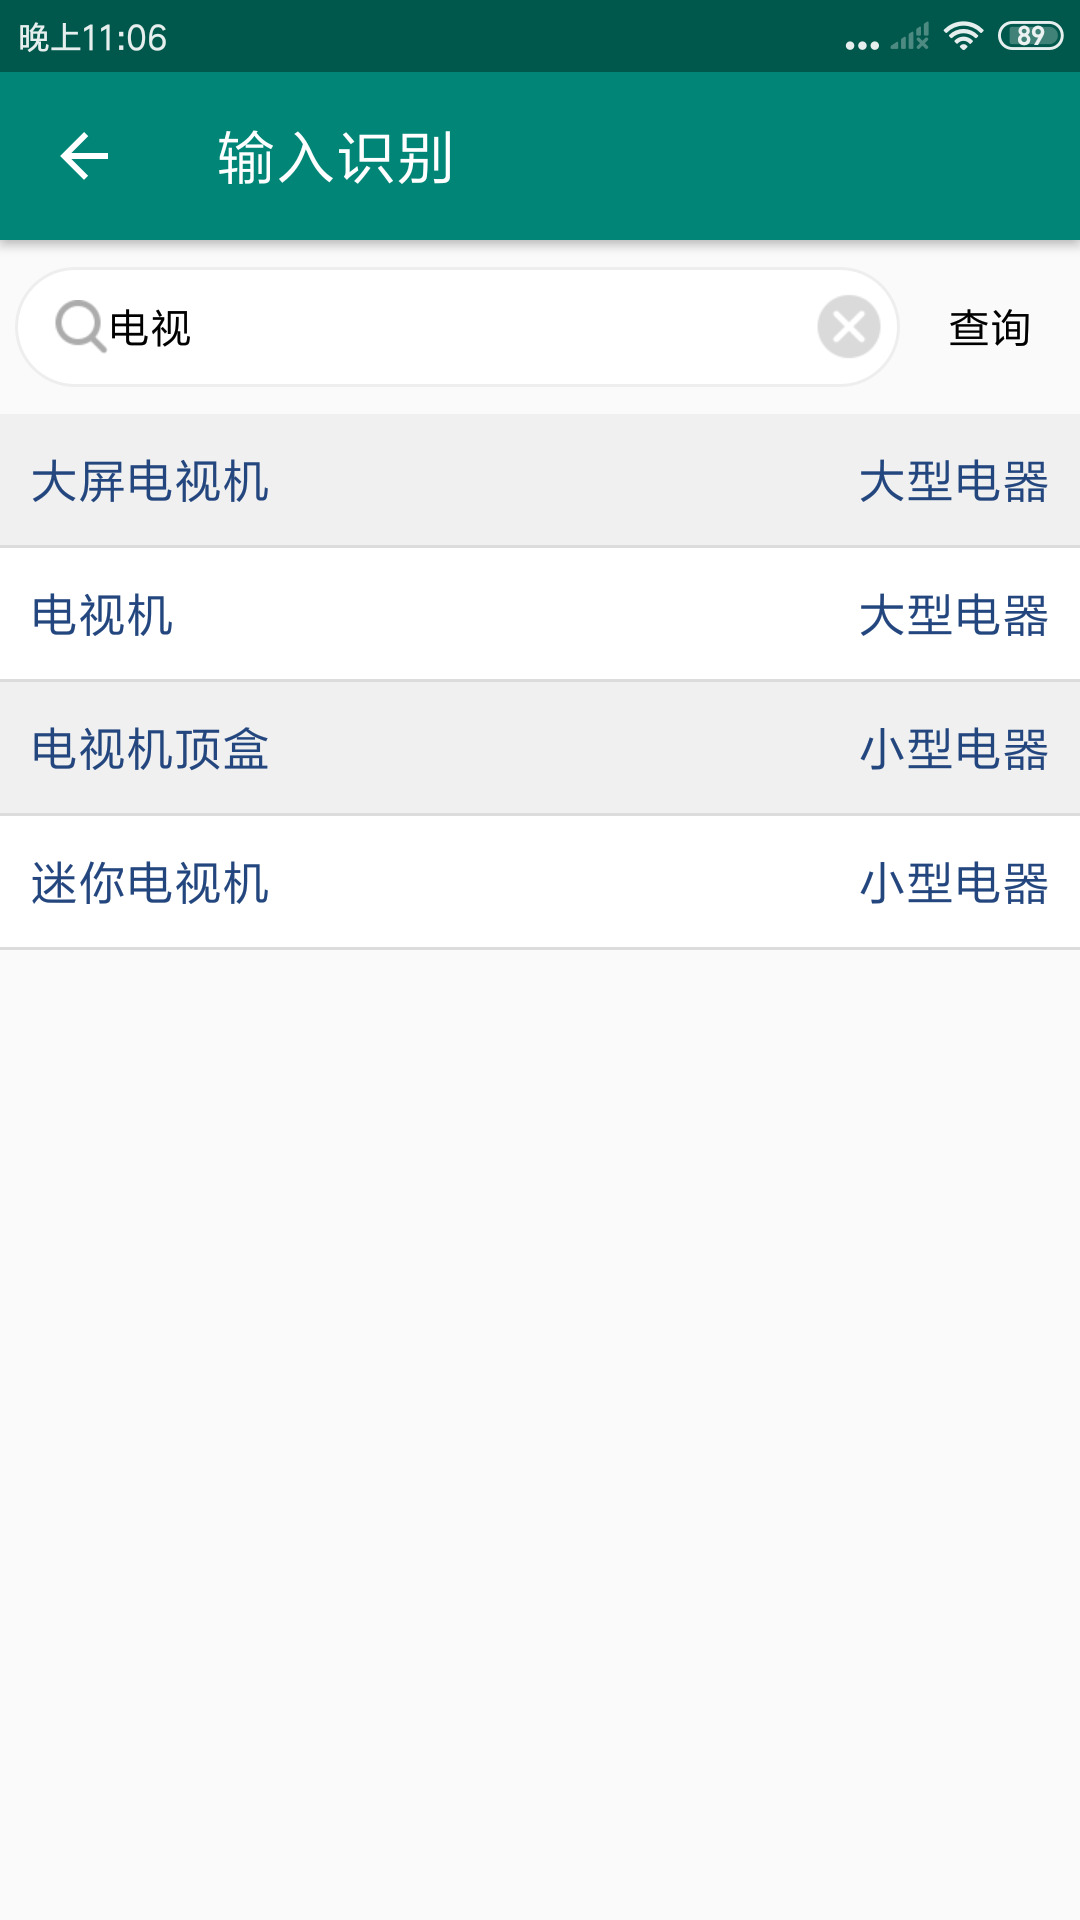 晚上11:06 89
输入识别
电视 查询
大屏电视机 大型电器
电视机 大型电器
电视机顶盒 小型电器
迷你电视机 小型电器